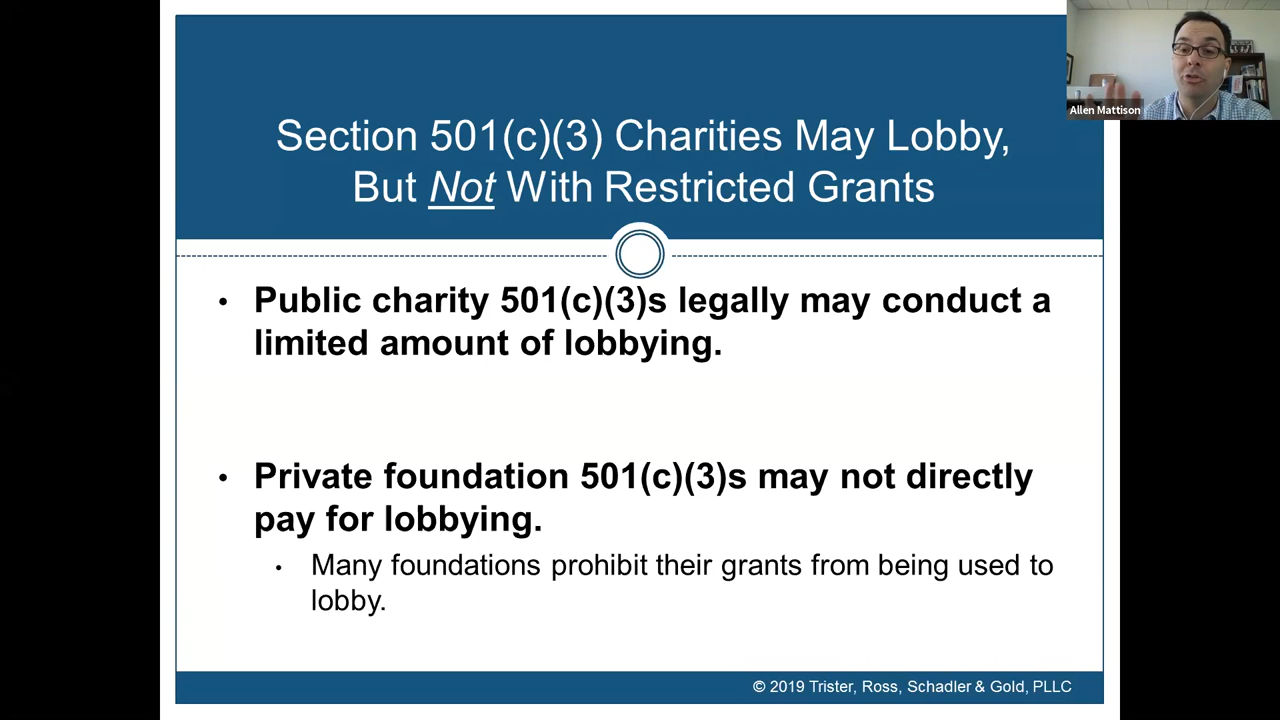 Allen Mattison
Section 501(c)(3) Charities May Lobby,
But Not With Restricted Grants
• Public charity 501(c)(3)s legally may conduct a
limited amount of lobbying.
• Private foundation 501(c)(3)s may not directly
pay for lobbying.
• Many foundations prohibit their grants from being used to
lobby.
© 2019 Trister, Ross, Schadler & Gold, PLLC